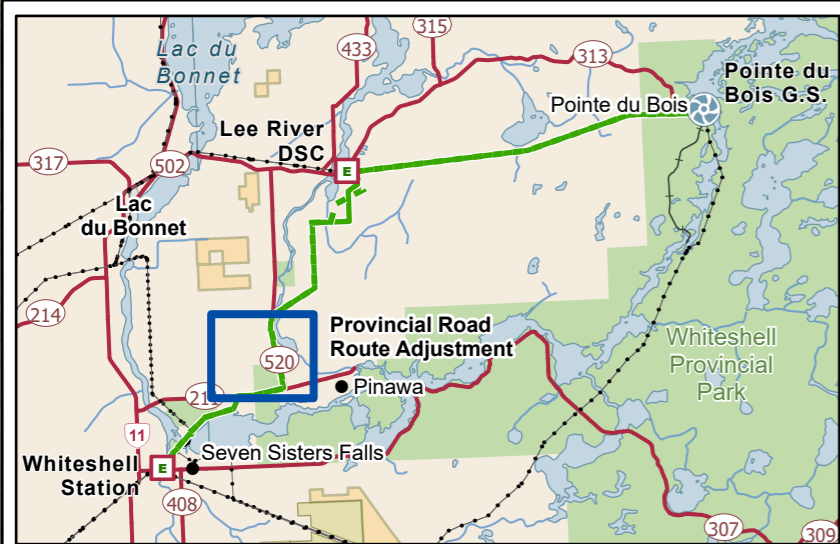 315
433
Lac du
Bonnet
313
Pointe du
Bois G.S.
Pointe du Bois
Lee River
DSC
E
317
502
Lac
du Bonnet
214
Provincial Road
Route Adjustment
Whiteshell
Provincial
Park
520
Pinawa
211
11
Seven Sisters Falls
Whiteshell
Station
E
408
307
309